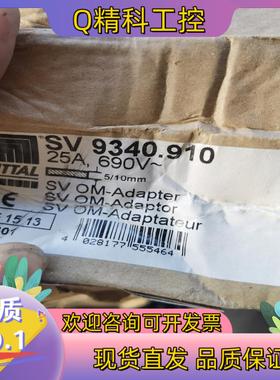 Q精科工控
SV 9340.910
25A, 690V~
5/10mm
SV OM-Adapter
SV OM-Adaptor
SV OM-Adaptateur
15/13
4 028177 555464
欢迎咨询可开发票
现货直发 品质保证